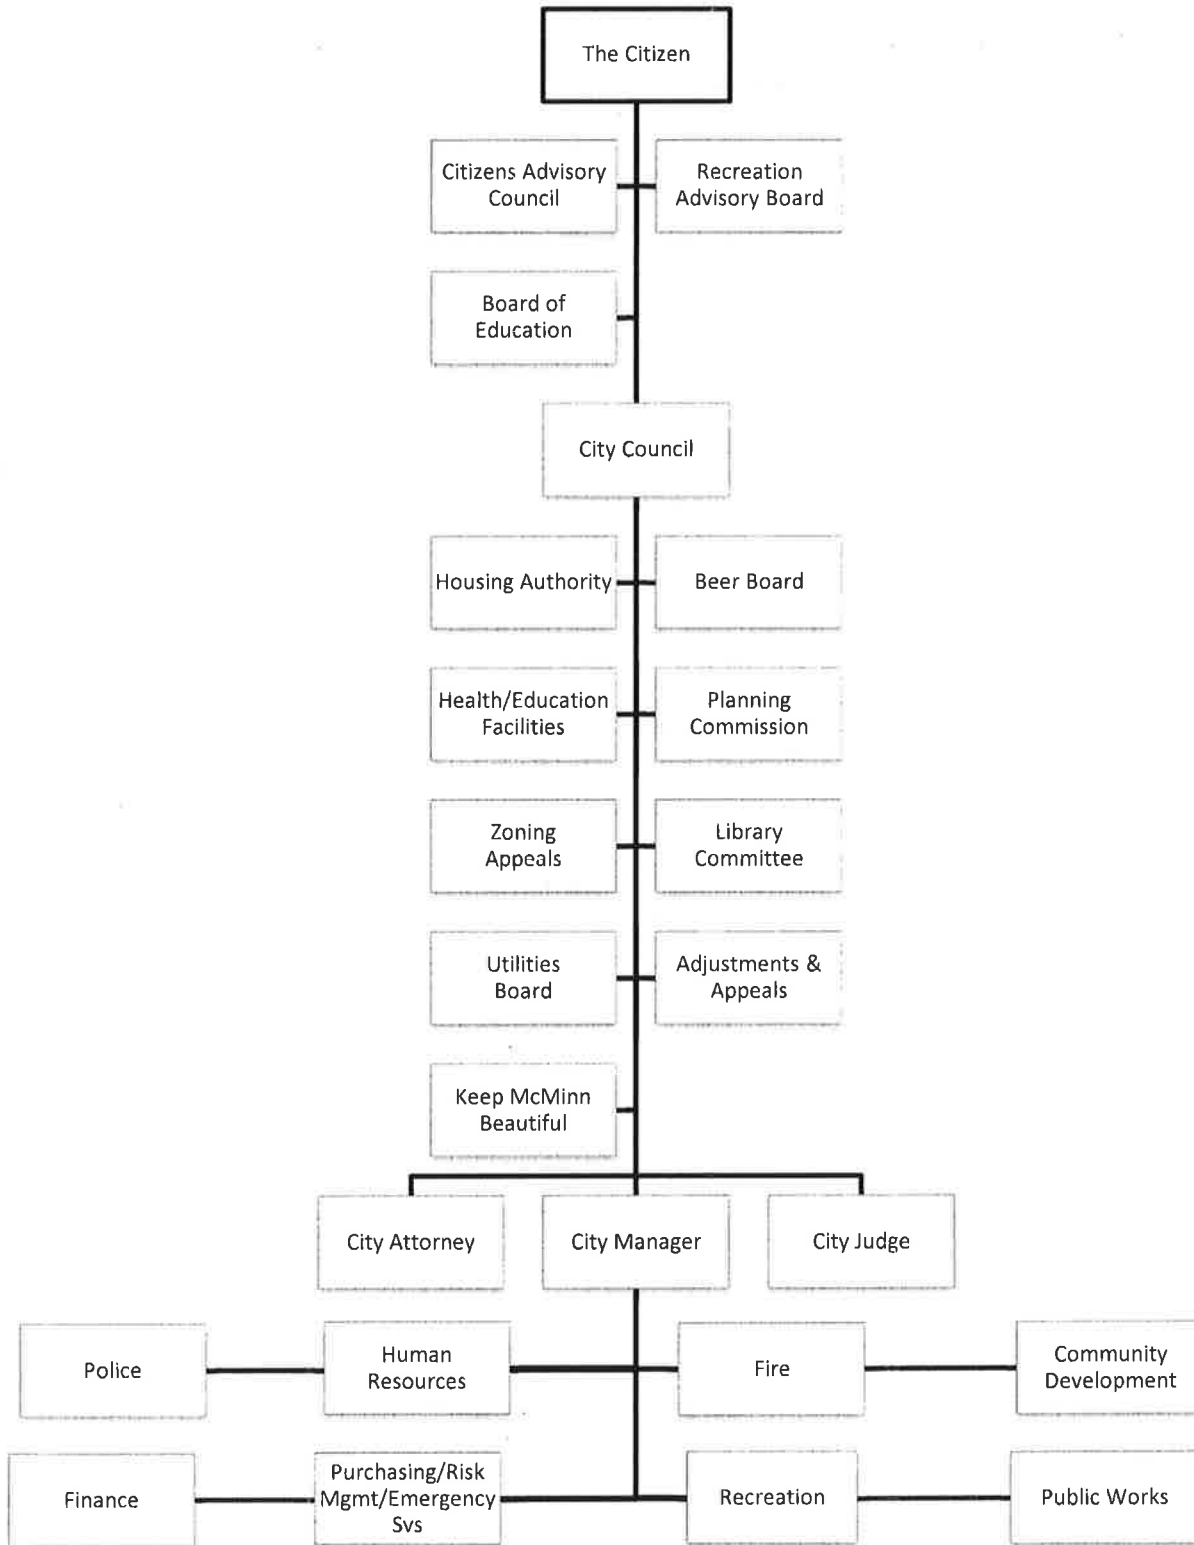 The Citizen
Citizens Advisory
Council
Recreation
Advisory Board
Board of
Education
City Council
Housing Authority
Beer Board
Health/Education
Facilities
Planning
Commission
Zoning
Appeals
Library
Committee
Utilities
Board
Adjustments &
Appeals
Keep McMinn
Beautiful
City Attorney
City Manager
City Judge
Police
Human
Resources
Fire
Community
Development
Finance
Purchasing/Risk
Mgmt/Emergency
Svs
Recreation
Public Works